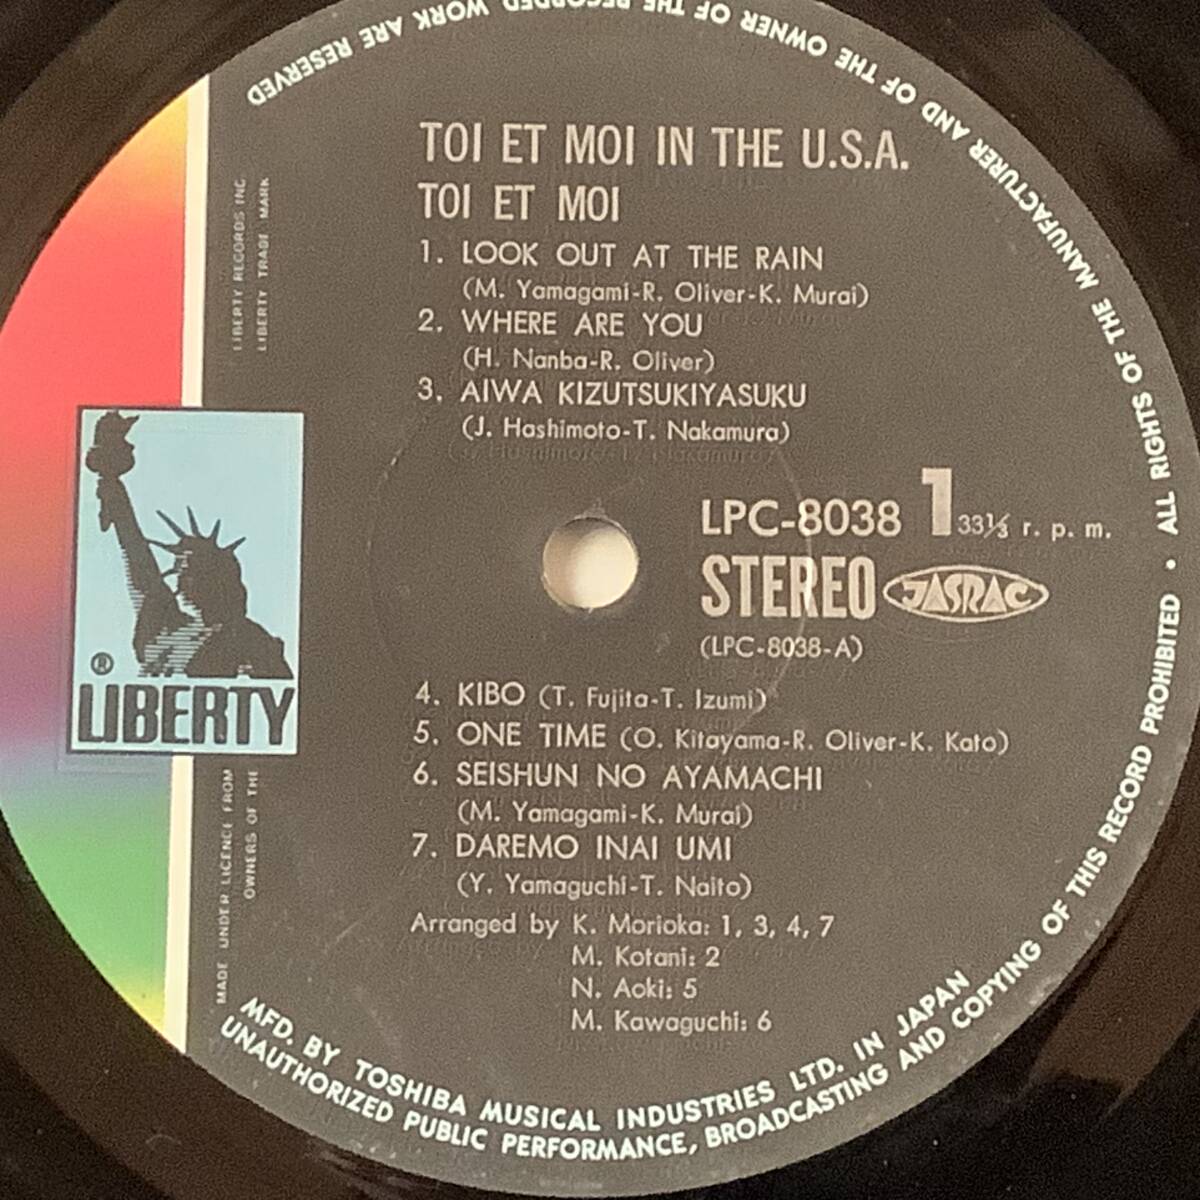 TOI ET MOI IN THE U.S.A.
TOI ET MOI
1. LOOK OUT AT THE RAIN
(M. Yamagami-R. Oliver-K. Murai)
2. WHERE ARE YOU
(H. Nanba-R. Oliver)
3. AIWA KIZUTSUKIYASUKU
(J. Hashimoto-T. Nakamura)
LPC-8038 1 33⅓ r. p. m.
STEREO JASRAC
(LPC-8038-A)
4. KIBO (T. Fujita-T. Izumi)
5. ONE TIME (O. Kitayama-R. Oliver-K. Kato)
6. SEISHUN NO AYAMACHI
(M. Yamagami-K. Murai)
7. DAREMO INAI UMI
(Y. Yamaguchi-T. Naito)
Arranged by K. Morioka: 1, 3, 4, 7
M. Kotani: 2
N. Aoki: 5
M. Kawaguchi: 6
LIBERTY RECORDS INC.
LIBERTY TRADE MARK
®
LIBERTY
MADE UNDER LICENCE FROM
OWNERS OF THE
MFD. BY TOSHIBA MUSICAL INDUSTRIES LTD. IN JAPAN
ALL RIGHTS OF THE MANUFACTURER AND OF THE OWNER OF THE RECORDED WORK ARE RESERVED
UNAUTHORIZED PUBLIC PERFORMANCE, BROADCASTING AND COPYING OF THIS RECORD PROHIBITED •